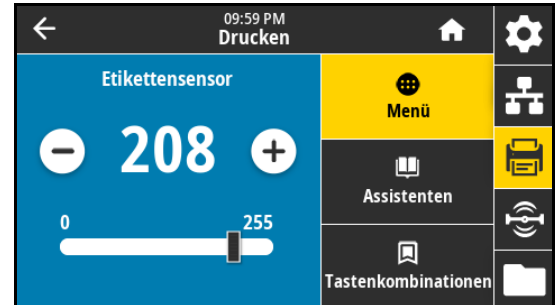 09:59 PM
Drucken
Etikettensensor
208
0
255
Menü
Assistenten
Tastenkombinationen